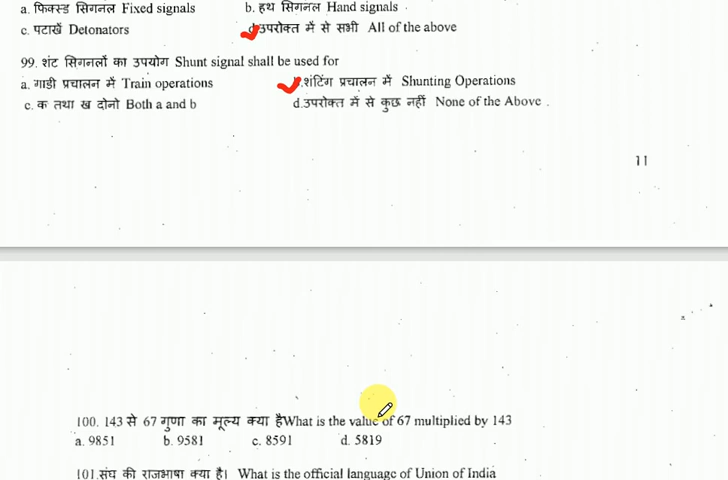 a. फिक्स्ड सिगनल Fixed signals b. हथ सिगनल Hand signals
c. पटाखें Detonators d. उपरोक्त में से सभी All of the above
99. शंट सिगनलों का उपयोग Shunt signal shall be used for
a. गाडी प्रचालन में Train operations b. शंटिंग प्रचालन में Shunting Operations
c. क तथा ख दोनो Both a and b d.उपरोक्त में से कुछ नहीं None of the Above .
11
100. 143 से 67 गुणा का मूल्य क्या हैWhat is the value of 67 multiplied by 143
a. 9851 b. 9581 c. 8591 d. 5819
101.संघ की राजभाषा क्या है। What is the official language of Union of India